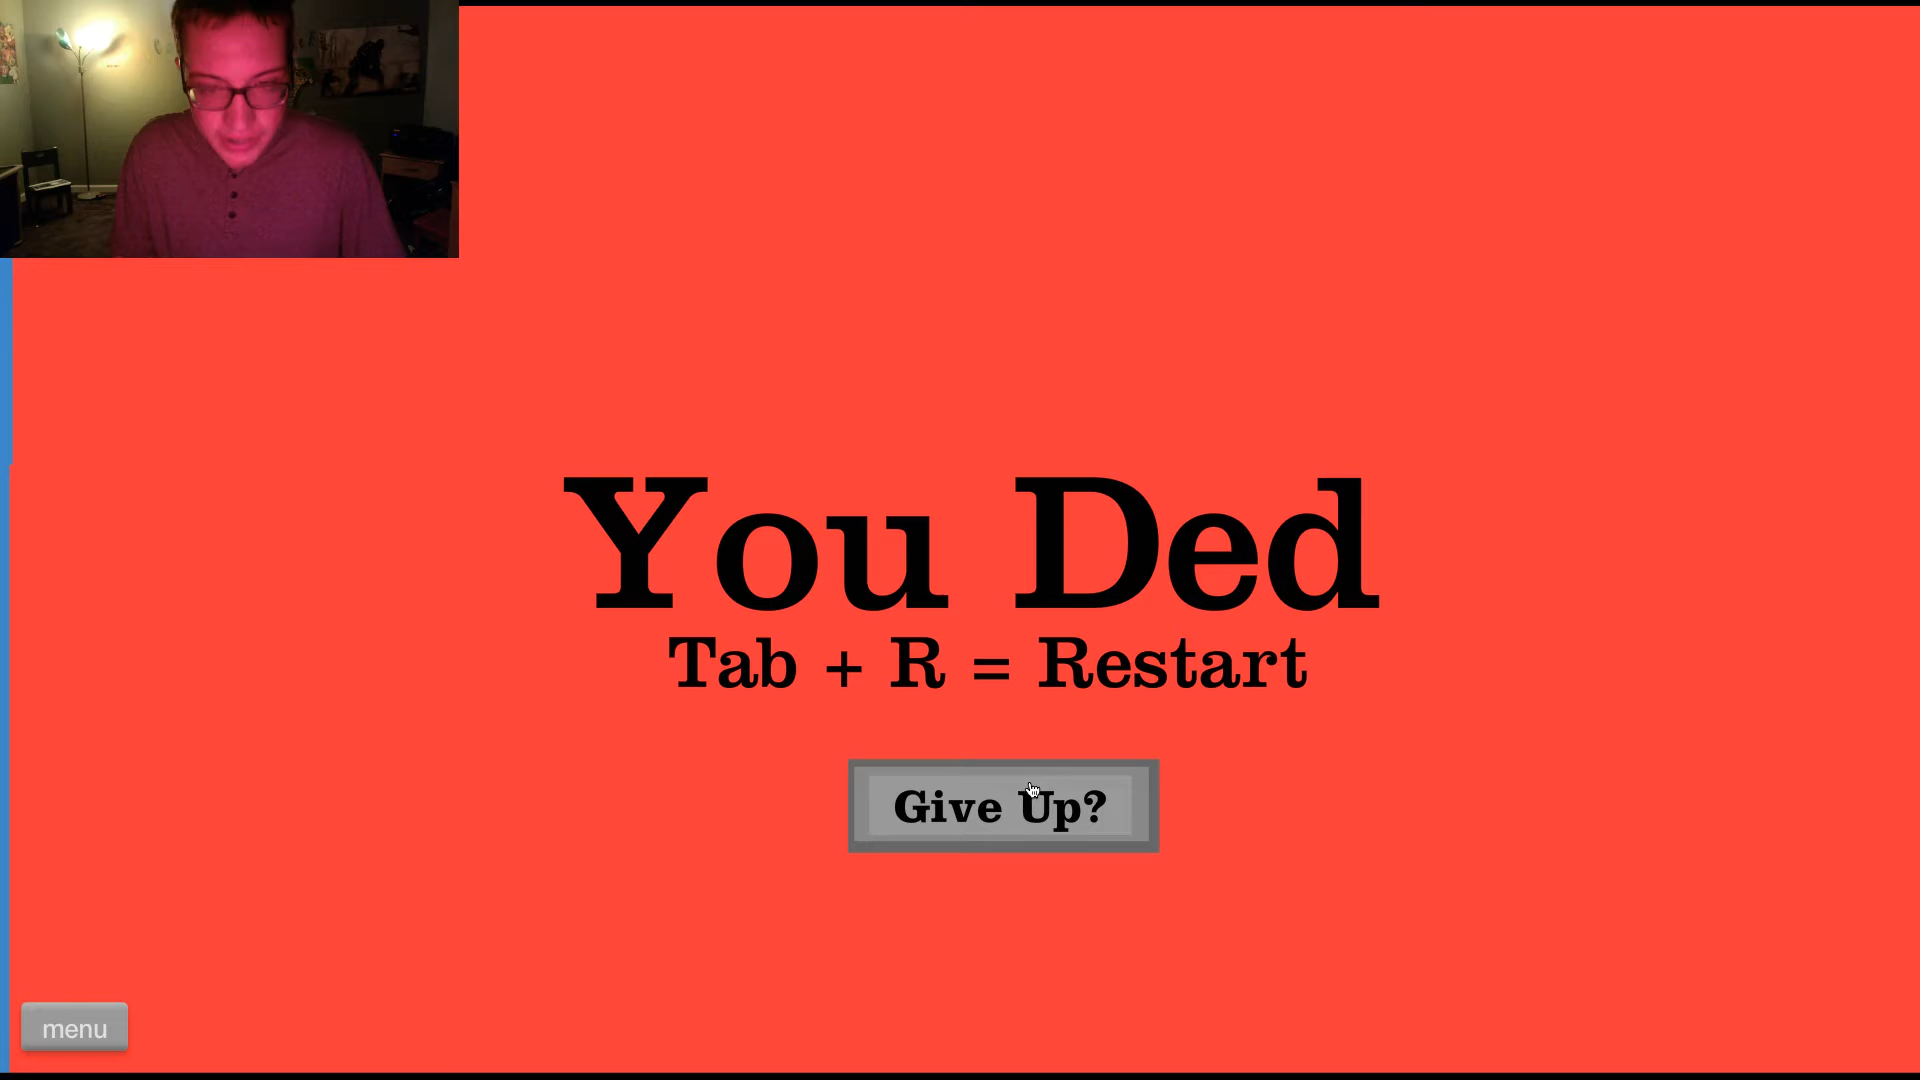 You Ded
Tab + R = Restart
Give Up?
menu